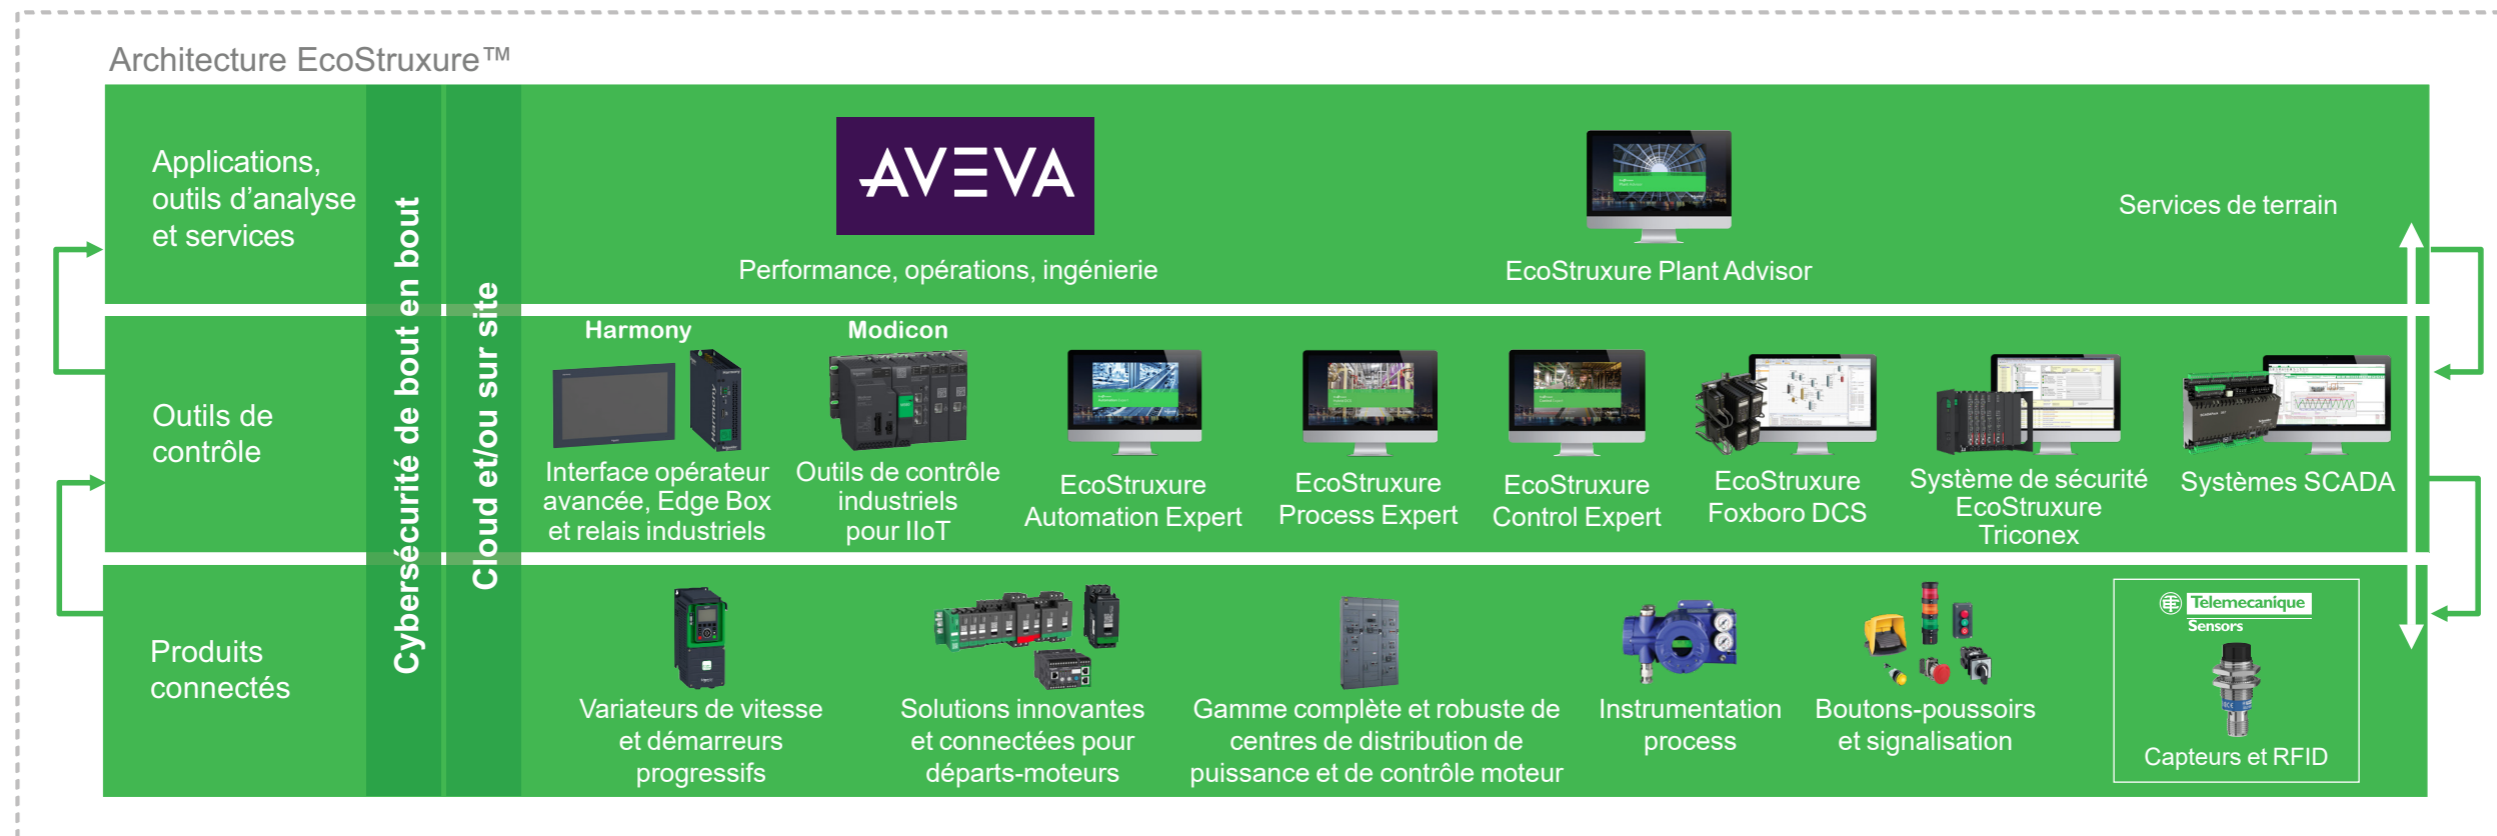 Architecture EcoStruxure™
Applications,
outils d’analyse
et services
Cybersécurité de bout en bout
Cloud et/ou sur site
AVEVA
Performance, opérations, ingénierie
EcoStruxure Plant Advisor
Services de terrain
Outils de
contrôle
Harmony
Harmony
Interface opérateur
avancée, Edge Box
et relais industriels
Modicon
Outils de contrôle
industriels
pour IIoT
EcoStruxure
Automation Expert
EcoStruxure
Process Expert
EcoStruxure
Control Expert
EcoStruxure
Foxboro DCS
Système de sécurité
EcoStruxure
Triconex
Systèmes SCADA
Produits
connectés
Variateurs de vitesse
et démarreurs
progressifs
Solutions innovantes
et connectées pour
départs-moteurs
Gamme complète et robuste de
centres de distribution de
puissance et de contrôle moteur
Instrumentation
process
Boutons-poussoirs
et signalisation
Telemecanique
Sensors
Capteurs et RFID